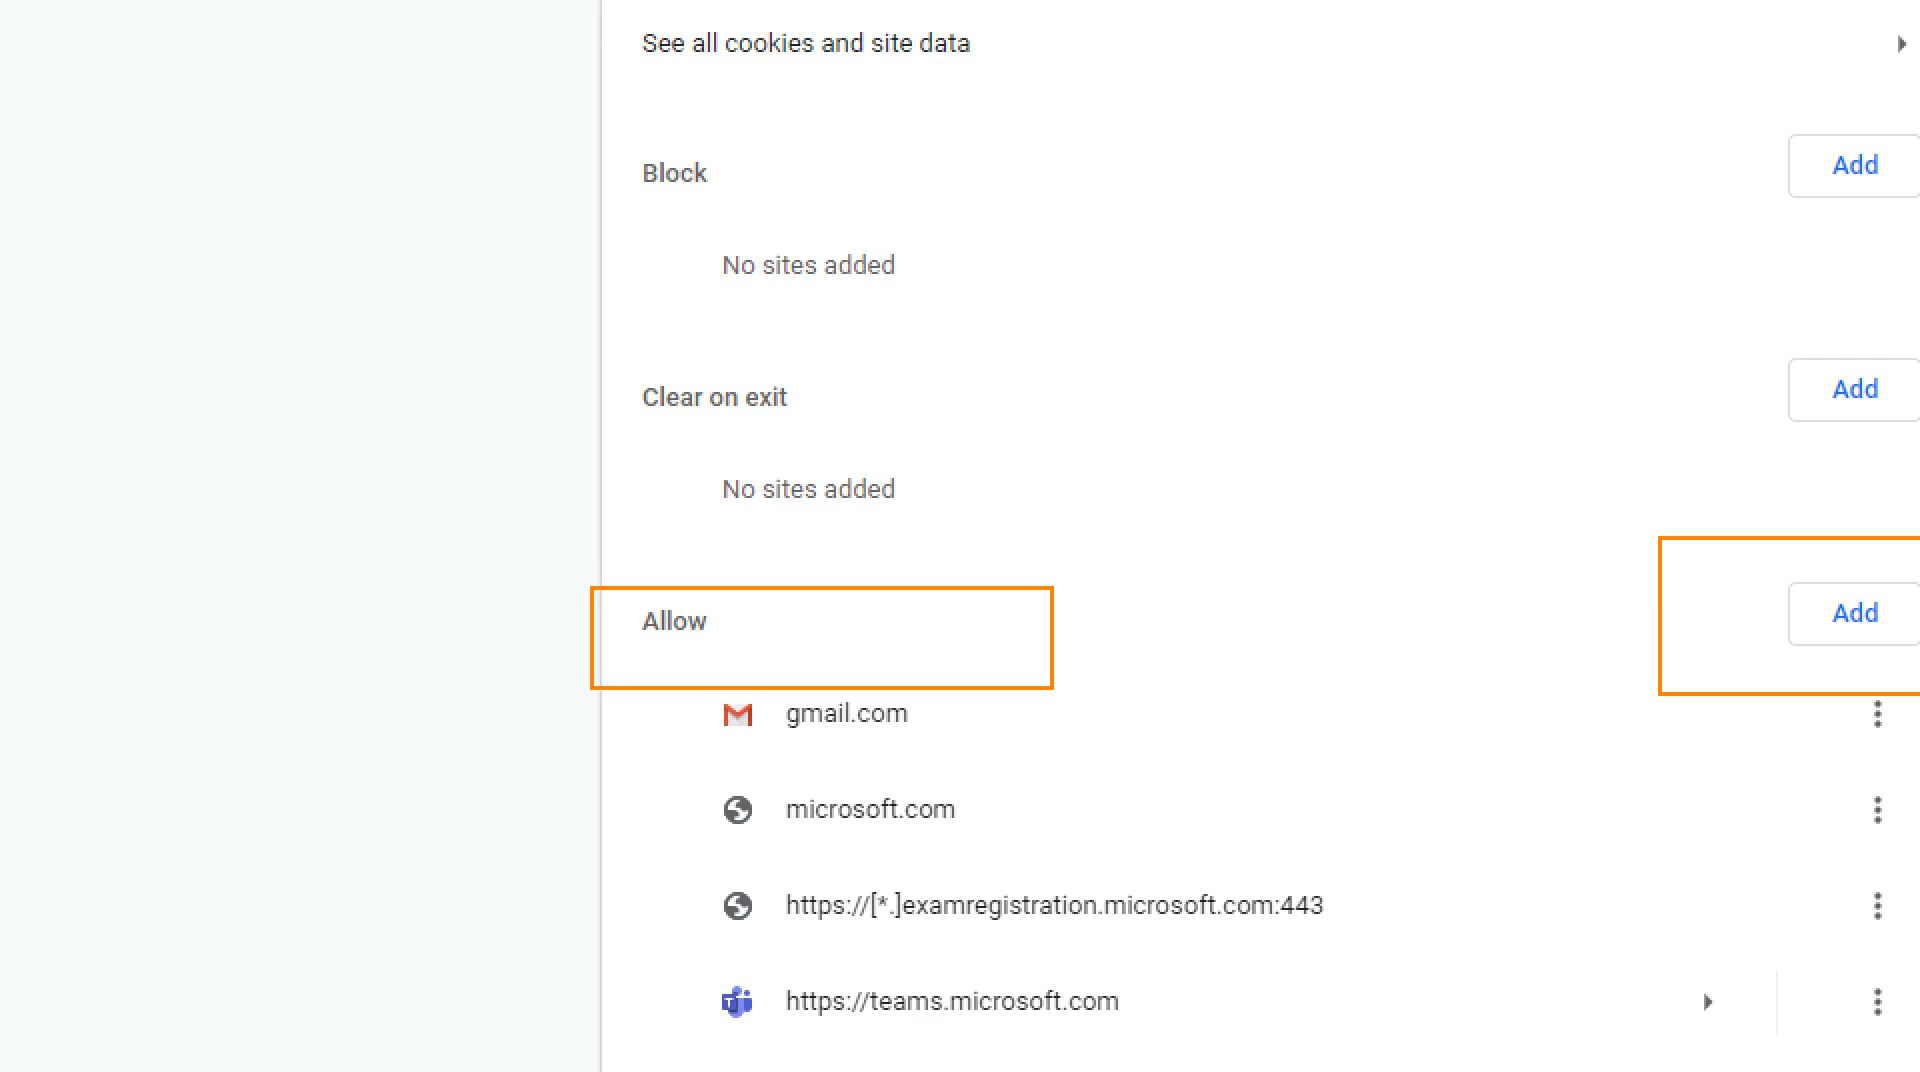 See all cookies and site data
Block
Add
No sites added
Clear on exit
Add
No sites added
Allow
Add
gmail.com
microsoft.com
https://[*.]examregistration.microsoft.com:443
https://teams.microsoft.com